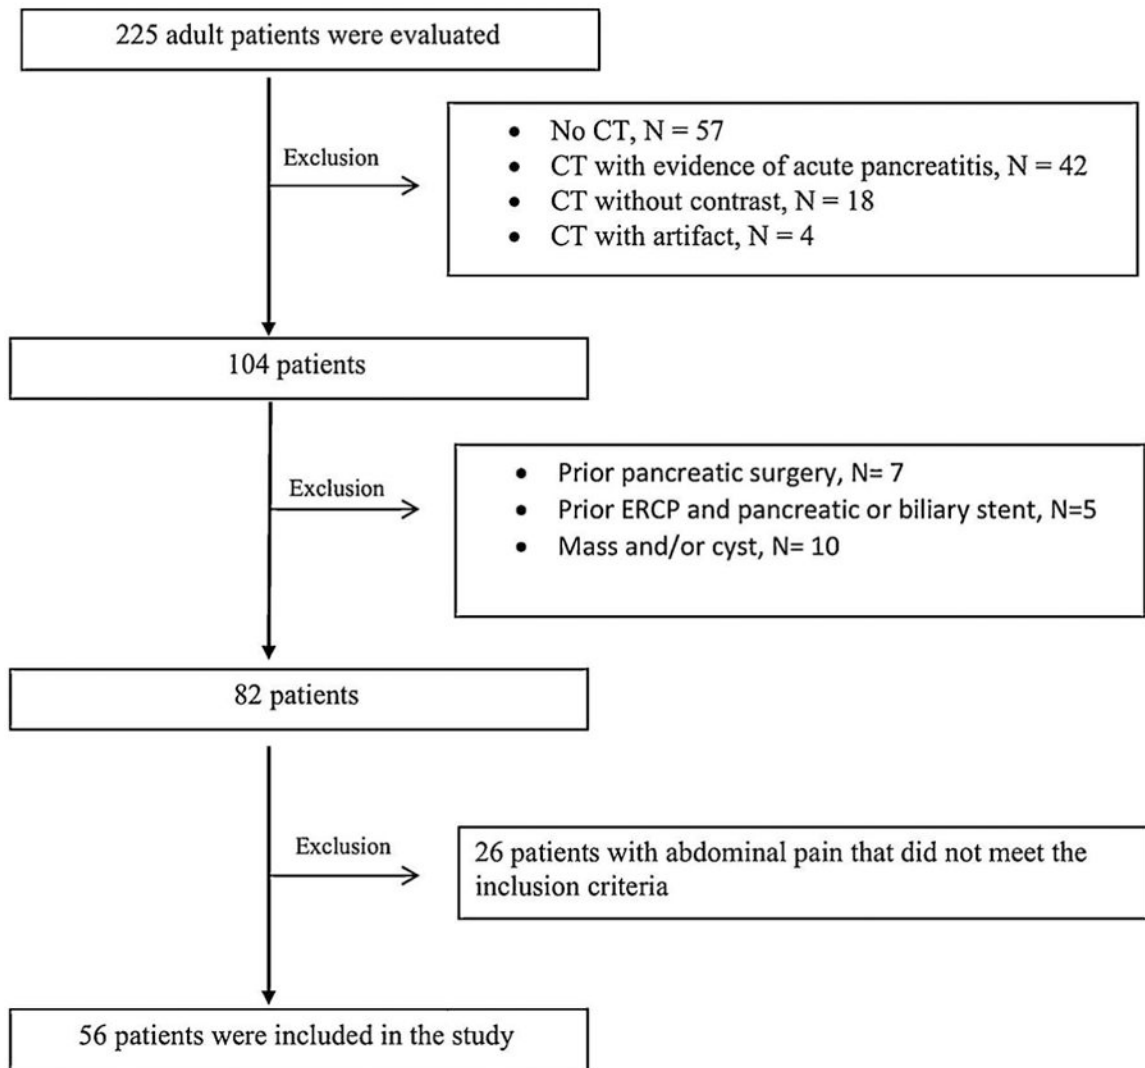 225 adult patients were evaluated
Exclusion
• No CT, N = 57
• CT with evidence of acute pancreatitis, N = 42
• CT without contrast, N = 18
• CT with artifact, N = 4
104 patients
Exclusion
• Prior pancreatic surgery, N= 7
• Prior ERCP and pancreatic or biliary stent, N=5
• Mass and/or cyst, N= 10
82 patients
Exclusion
26 patients with abdominal pain that did not meet the
inclusion criteria
56 patients were included in the study